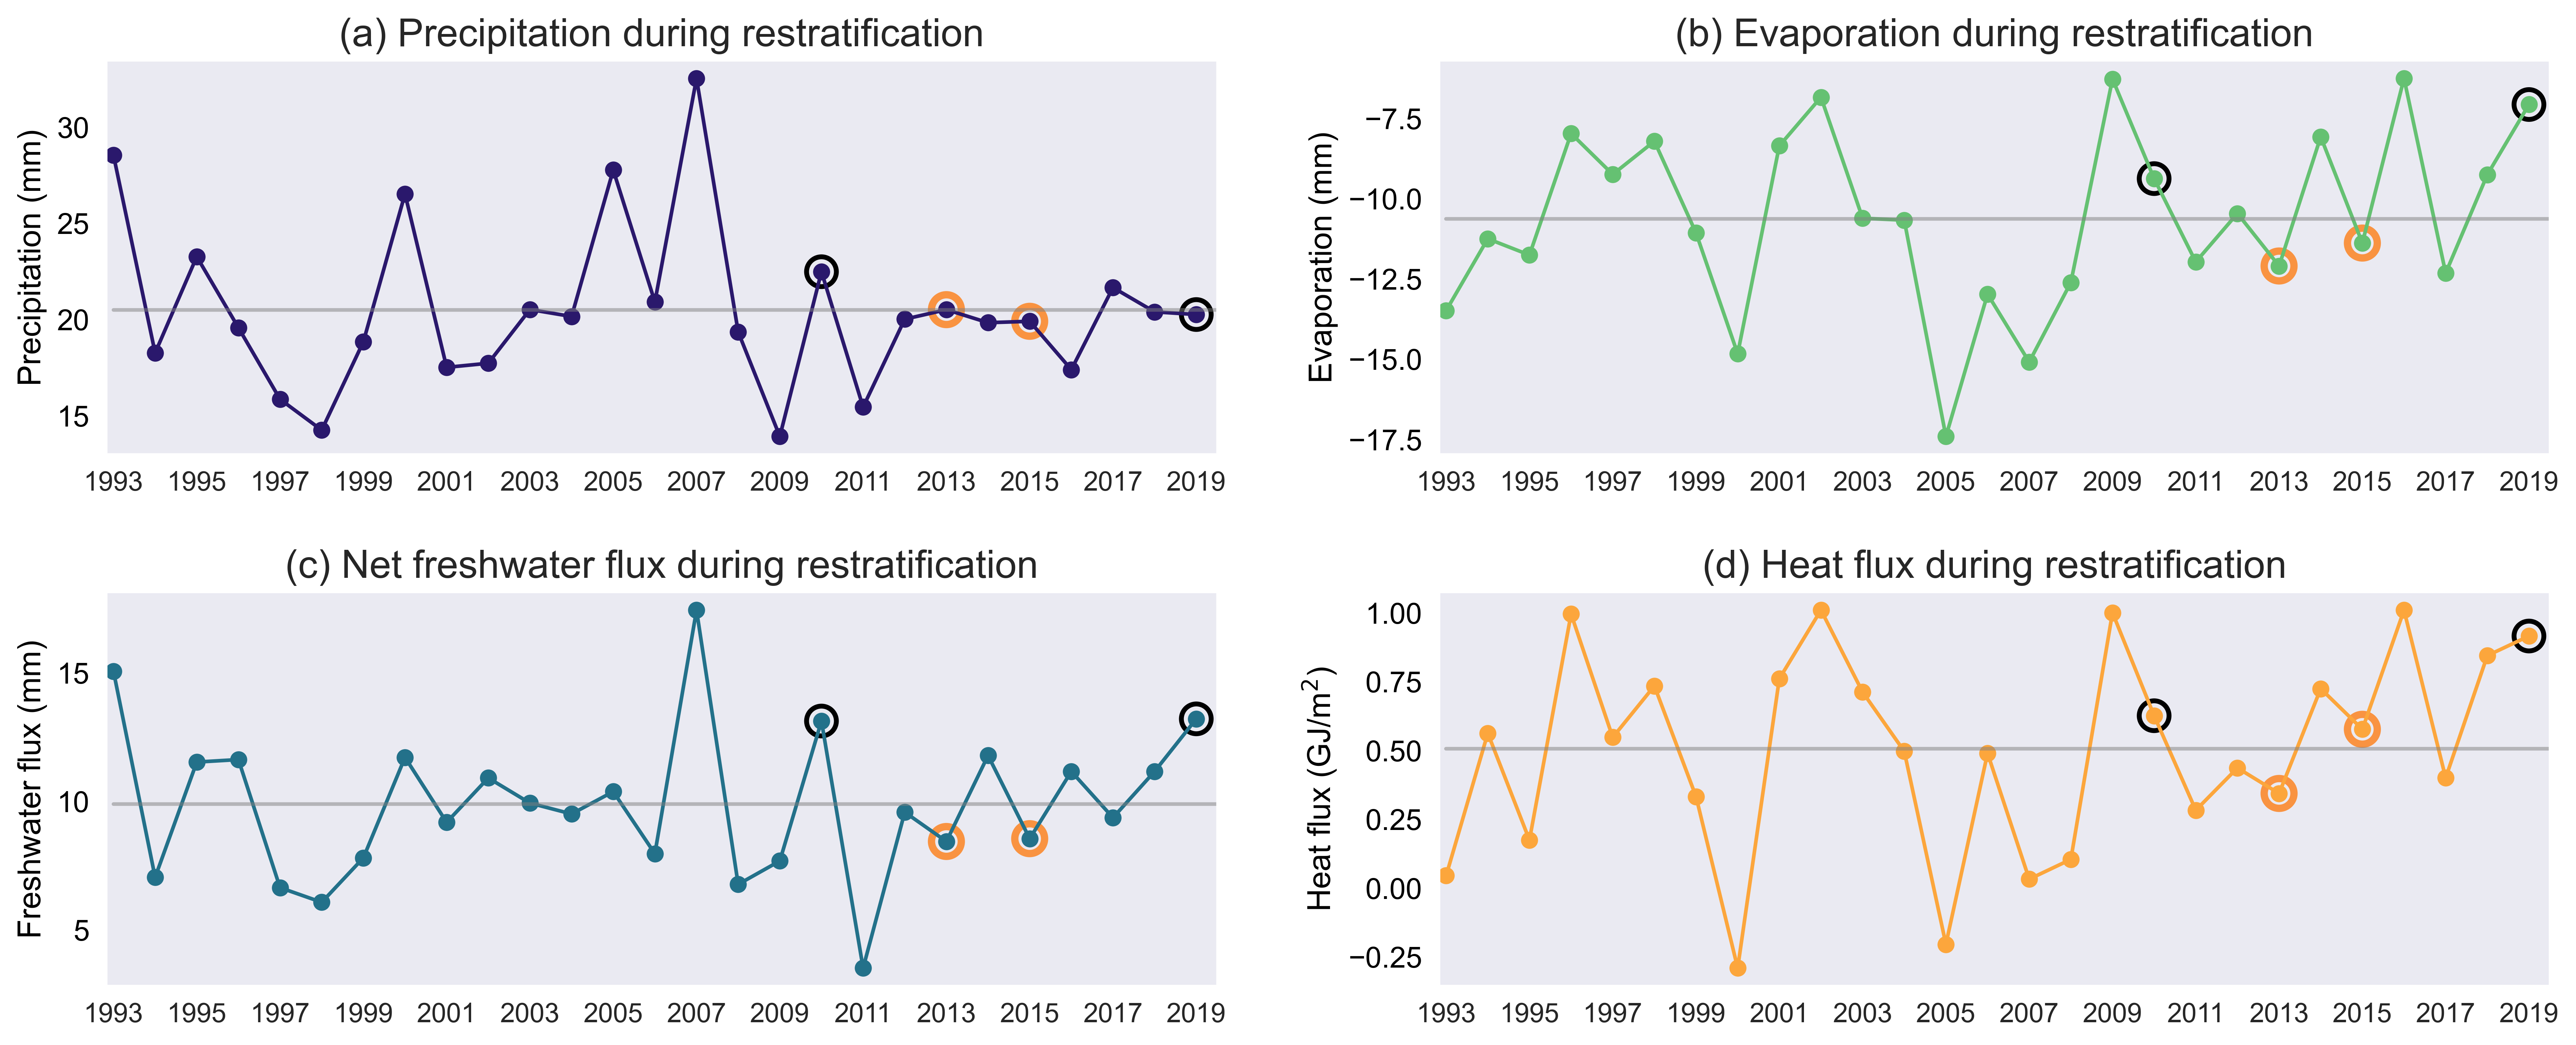 (a) Precipitation during restratification
Precipitation (mm)
30
25
20
15
1993 1995 1997 1999 2001 2003 2005 2007 2009 2011 2013 2015 2017 2019
(b) Evaporation during restratification
Evaporation (mm)
−7.5
−10.0
−12.5
−15.0
−17.5
1993 1995 1997 1999 2001 2003 2005 2007 2009 2011 2013 2015 2017 2019
(c) Net freshwater flux during restratification
Freshwater flux (mm)
15
10
5
1993 1995 1997 1999 2001 2003 2005 2007 2009 2011 2013 2015 2017 2019
(d) Heat flux during restratification
Heat flux (GJ/m²)
1.00
0.75
0.50
0.25
0.00
−0.25
1993 1995 1997 1999 2001 2003 2005 2007 2009 2011 2013 2015 2017 2019